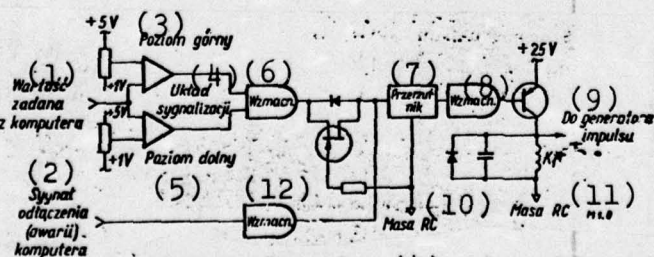 +5V
(3)
Poziom górny
(1)
Wartość
zadana
z komputera
+1V
+5V
(4)
Układ
sygnalizacji
+1V
Poziom dolny
(5)
(6)
Wzmacn.
(7)
Przerzut-
nik
(8)
Wzmacn.
+25V
(9)
Do generatora
impulsu
(2)
Sygnał
odłączenia
(awarii)
komputera
(12)
Wzmacn.
Masa RC
(10)
Masa RC
(11)